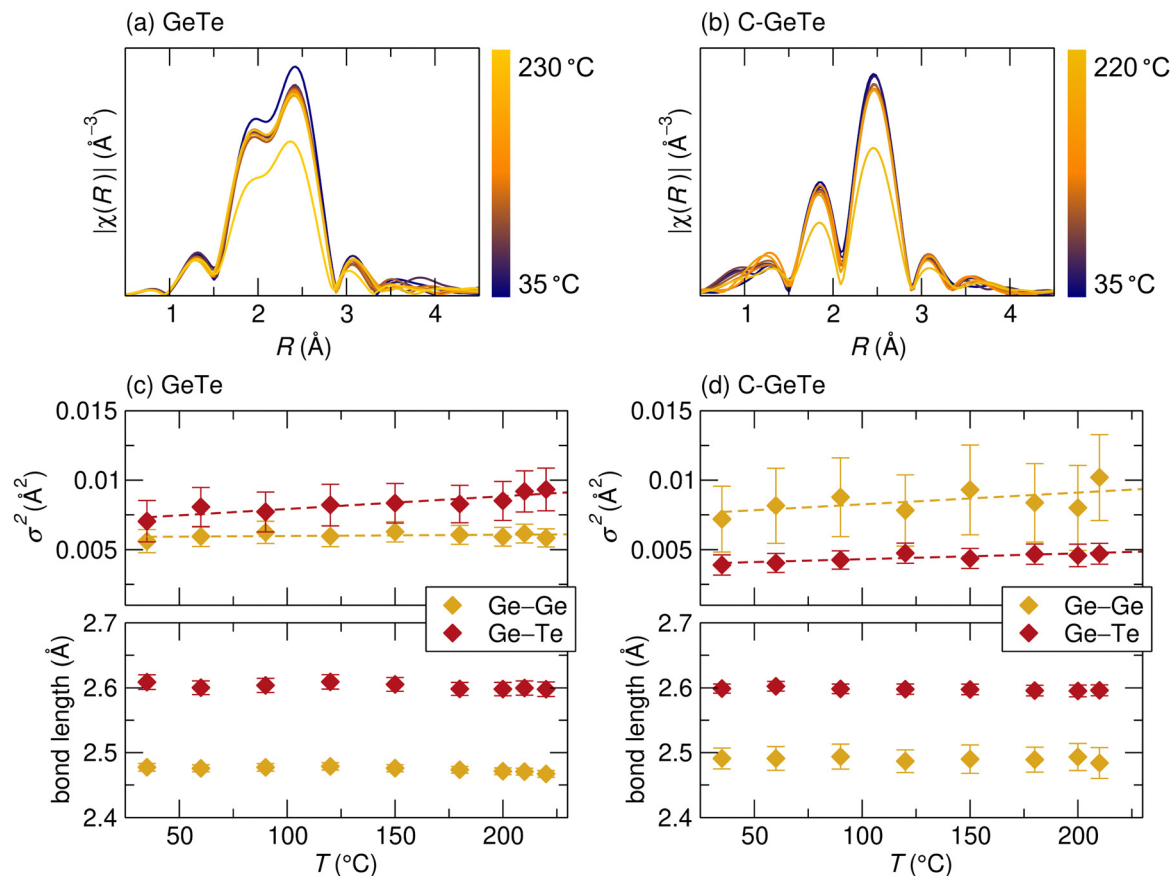 (a) GeTe
(b) C-GeTe
|χ(R)| (Å⁻³)
230 °C
35 °C
1 2 3 4
R (Å)
|χ(R)| (Å⁻³)
220 °C
35 °C
1 2 3 4
R (Å)
(c) GeTe
(d) C-GeTe
σ² (Å²)
0.015
0.01
0.005
σ² (Å²)
0.015
0.01
0.005
Ge–Ge
Ge–Te
Ge–Ge
Ge–Te
bond length (Å)
2.7
2.6
2.5
2.4
50 100 150 200
T (°C)
bond length (Å)
2.7
2.6
2.5
2.4
50 100 150 200
T (°C)